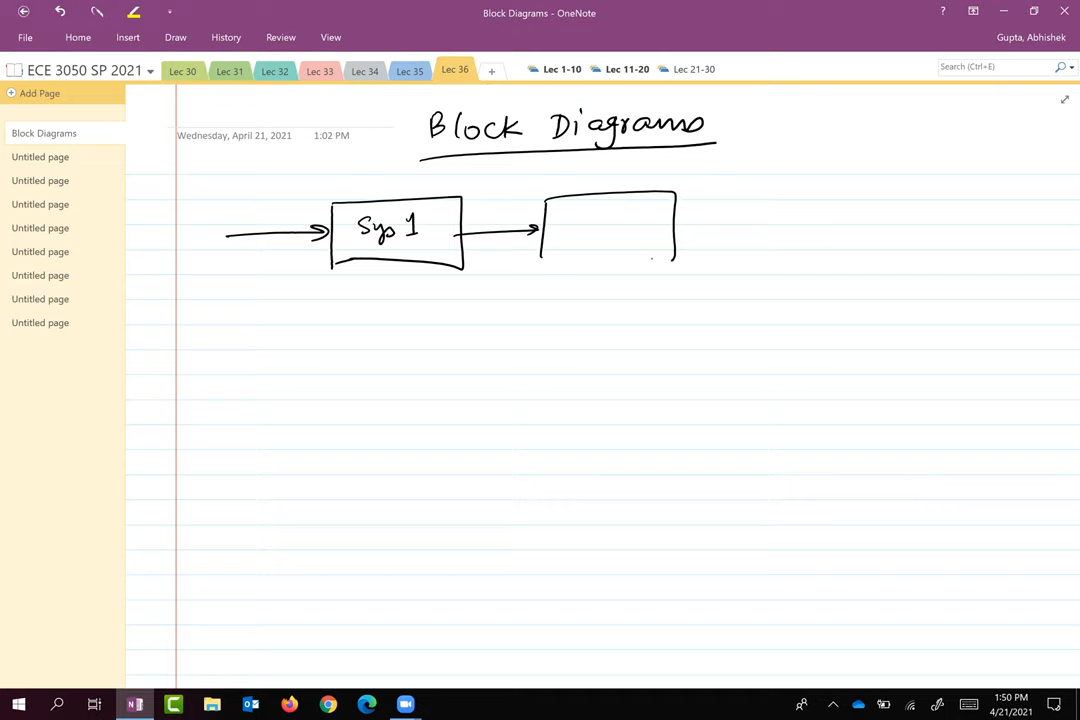 Block Diagrams - OneNote
?
File Home Insert Draw History Review View Gupta, Abhishek
ECE 3050 SP 2021 Lec 30 Lec 31 Lec 32 Lec 33 Lec 34 Lec 35 Lec 36 + Lec 1-10 Lec 11-20 Lec 21-30 Search (Ctrl+E)
Add Page
Block Diagrams
Wednesday, April 21, 2021 1:02 PM
Block Diagrams
Untitled page
Untitled page
Untitled page
Untitled page
Untitled page
Untitled page
Untitled page
Untitled page
Sys 1
1:50 PM
4/21/2021